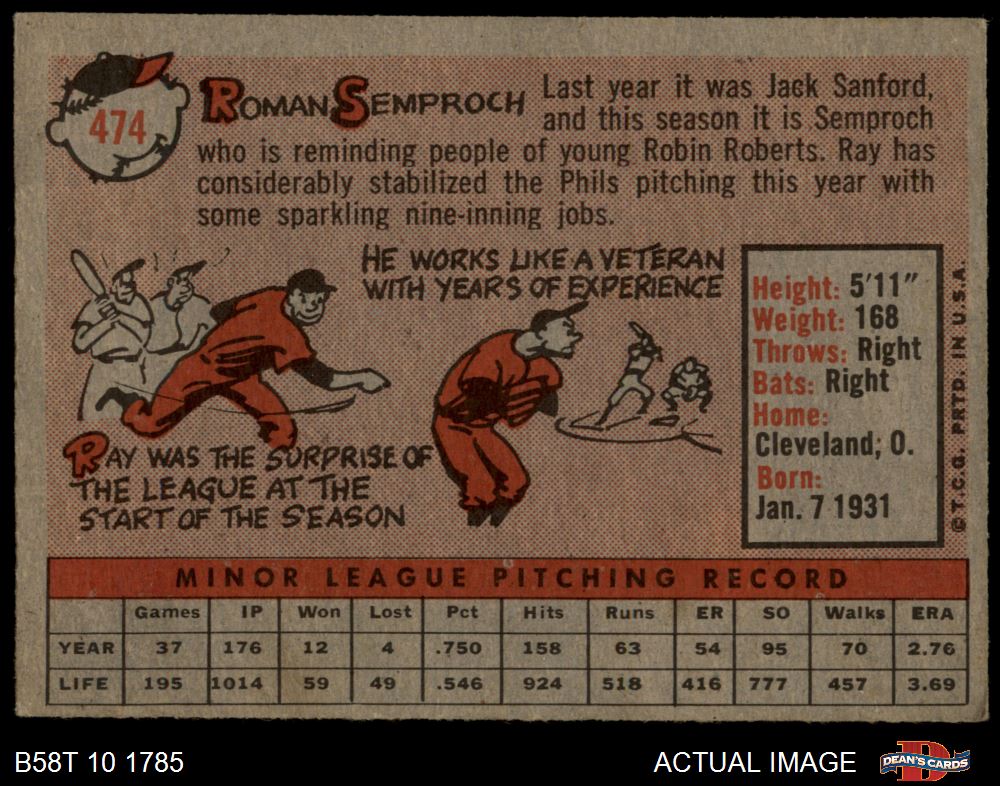 474
ROMAN SEMPROCH
Last year it was Jack Sanford,
and this season it is Semproch
who is reminding people of young Robin Roberts. Ray has
considerably stabilized the Phils pitching this year with
some sparkling nine-inning jobs.
HE WORKS LIKE A VETERAN
WITH YEARS OF EXPERIENCE
RAY WAS THE SURPRISE OF
THE LEAGUE AT THE
START OF THE SEASON
Height: 5'11"
Weight: 168
Throws: Right
Bats: Right
Home:
Cleveland, O.
Born:
Jan. 7 1931
© T.C.G. PRTD. IN U.S.A.
MINOR LEAGUE PITCHING RECORD
Games IP Won Lost Pct Hits Runs ER SO Walks ERA
YEAR 37 176 12 4 .750 158 63 54 95 70 2.76
LIFE 195 1014 59 49 .546 924 518 416 777 457 3.69
B58T 10 1785
ACTUAL IMAGE
D
DEAN'S CARDS